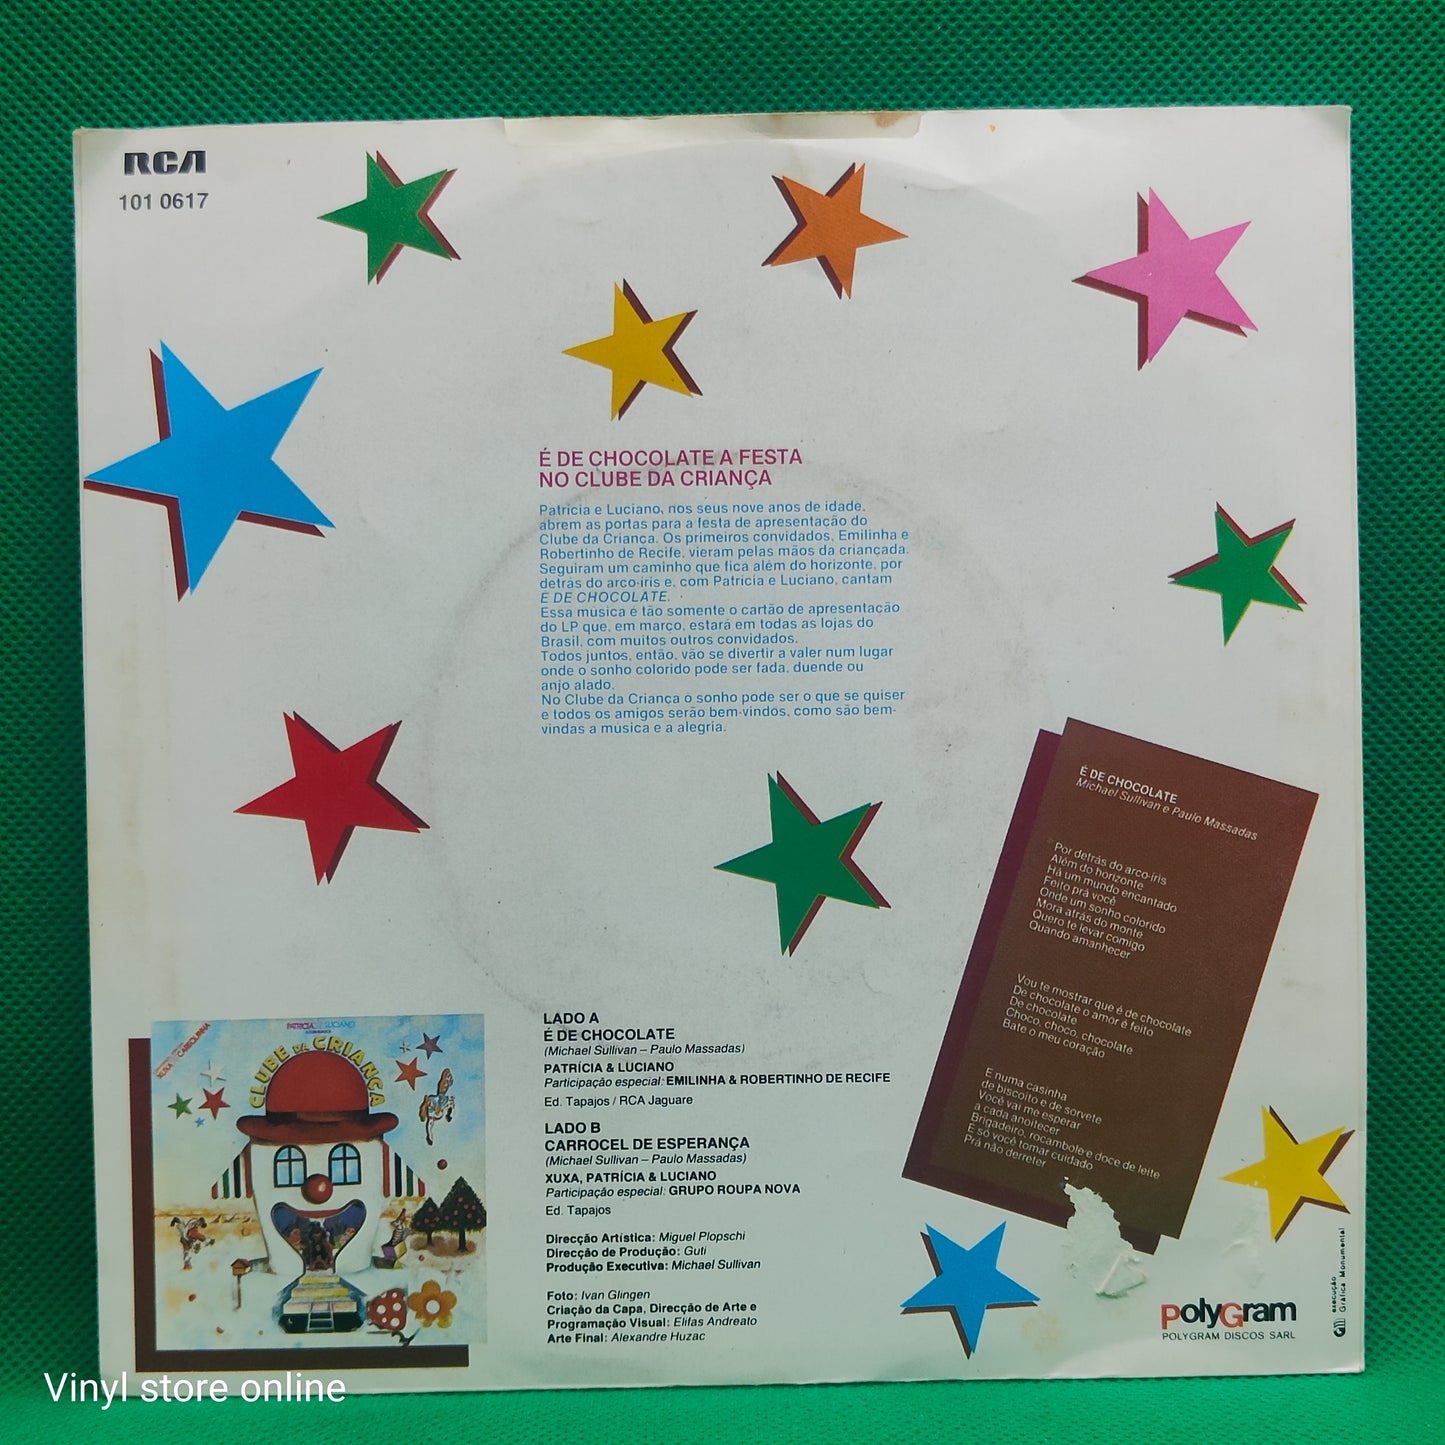 RCA
101 0617
É DE CHOCOLATE A FESTA
NO CLUBE DA CRIANÇA
Patrícia e Luciano, nos seus nove anos de idade,
abrem as portas para a festa de apresentação do
Clube da Criança. Os primeiros convidados, Emilinha e
Robertinho de Recife, vieram pelas mãos da criançada.
Seguiram um caminho que fica além do horizonte, por
detrás do arco-íris e, com Patrícia e Luciano, cantam
É DE CHOCOLATE.
Essa música é tão somente o cartão de apresentação
do LP que, em março, estará em todas as lojas do
Brasil, com muitos outros convidados.
Todos juntos, então, vão se divertir a valer num lugar
onde o sonho colorido pode ser fada, duende ou
anjo alado.
No Clube da Criança o sonho pode ser o que se quiser
e todos os amigos serão bem-vindos, como são bem-
vindas a música e a alegria.
É DE CHOCOLATE
Michael Sullivan e Paulo Massadas
Por detrás do arco-íris
Além do horizonte
Há um mundo encantado
Feito prá você
Onde um sonho colorido
Mora atrás do monte
Quero te levar comigo
Quando amanhecer
Vou te mostrar que é de chocolate
De chocolate o amor é feito
De chocolate
Choco, choco, chocolate
Bate o meu coração
E numa casinha
de biscoito e de sorvete
Você vai me esperar
a cada anoitecer
Brigadeiro, rocambole e doce de leite
E só você tomar cuidado
Prá não derreter
PATRÍCIA LUCIANO
CLUBE DA CRIANÇA
XUXA CAREQUINHA
LADO A
É DE CHOCOLATE
(Michael Sullivan – Paulo Massadas)
PATRÍCIA & LUCIANO
Participação especial: EMILINHA & ROBERTINHO DE RECIFE
Ed. Tapajos / RCA Jaguare
LADO B
CARROCEL DE ESPERANÇA
(Michael Sullivan – Paulo Massadas)
XUXA, PATRÍCIA & LUCIANO
Participação especial: GRUPO ROUPA NOVA
Ed. Tapajos
Direcção Artística: Miguel Plopschi
Direcção de Produção: Guti
Produção Executiva: Michael Sullivan
Foto: Ivan Glingen
Criação da Capa, Direcção de Arte e
Programação Visual: Elifas Andreato
Arte Final: Alexandre Huzac
PolyGram
POLYGRAM DISCOS SARL
execução
Gráfica Monumental
Vinyl store online